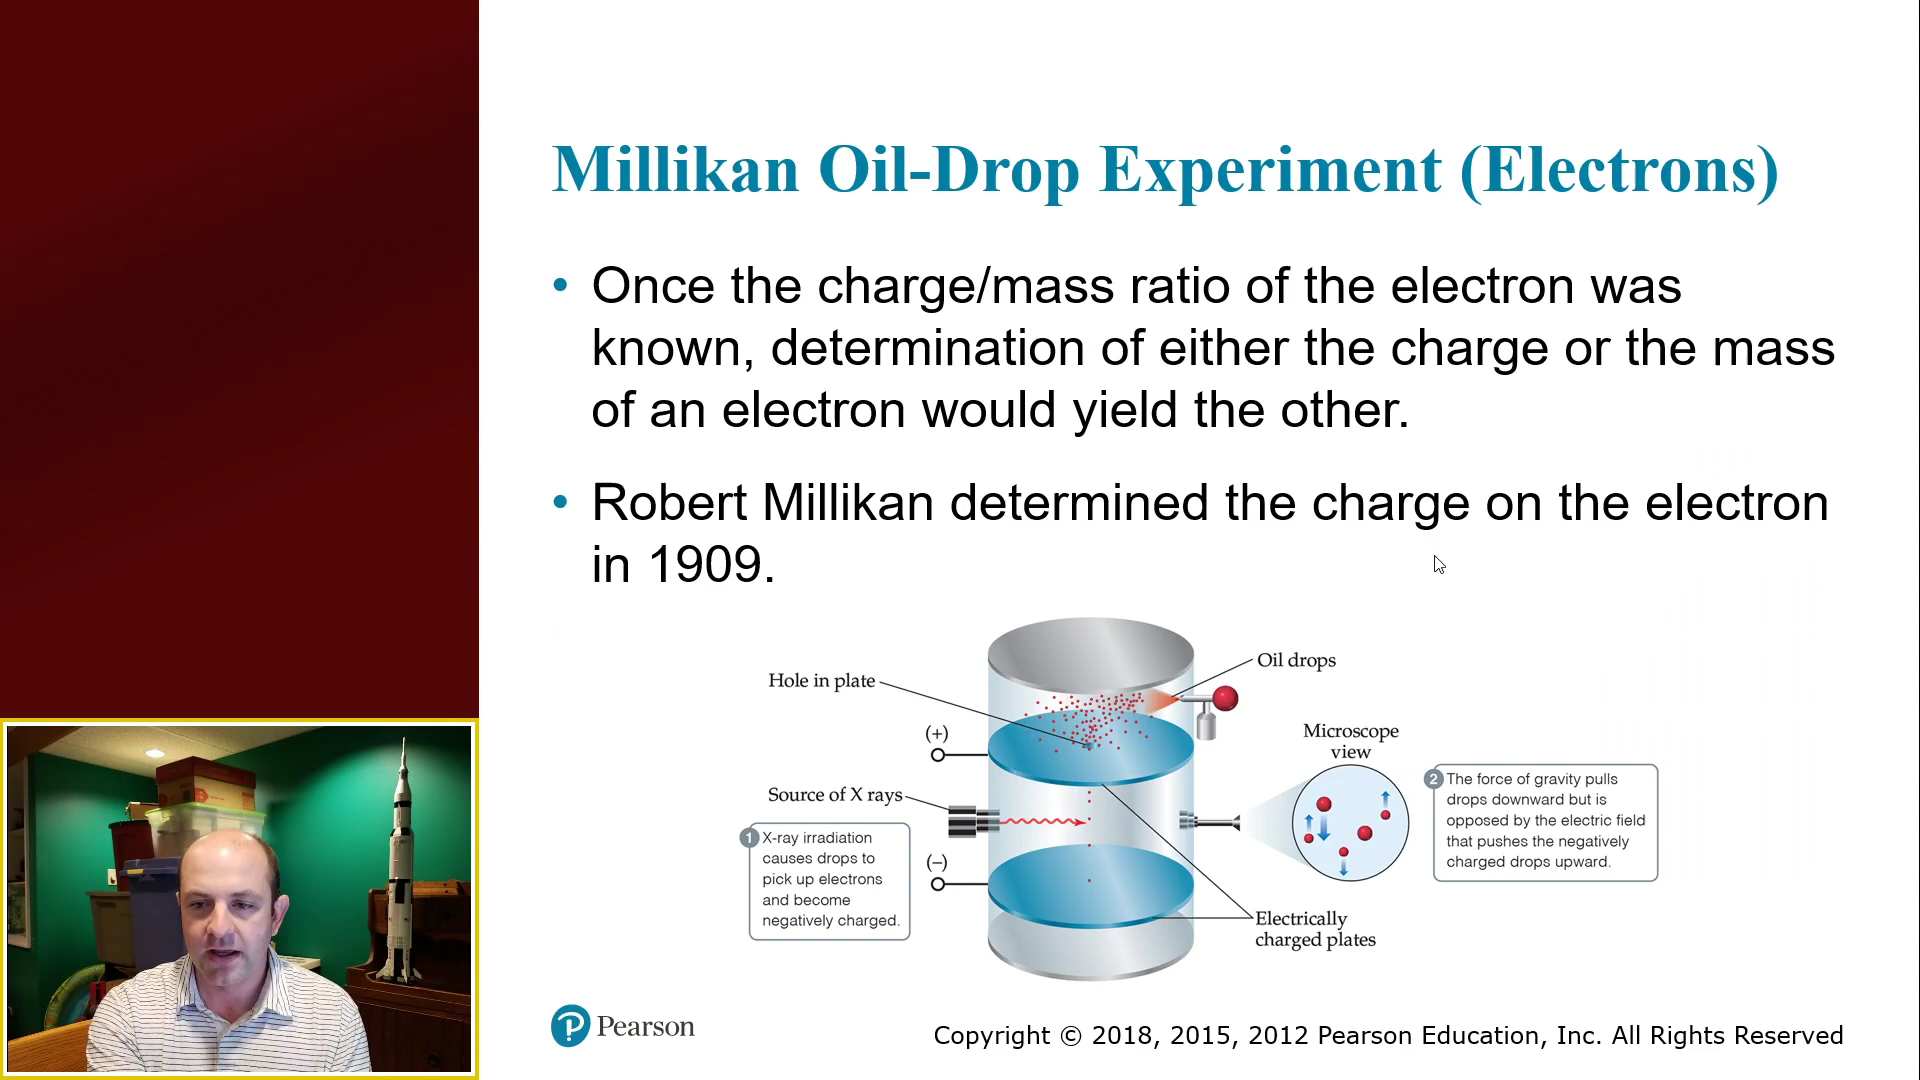 Millikan Oil-Drop Experiment (Electrons)
• Once the charge/mass ratio of the electron was
known, determination of either the charge or the mass
of an electron would yield the other.
• Robert Millikan determined the charge on the electron
in 1909.
Hole in plate
Oil drops
(+)
Source of X rays
(–)
1 X-ray irradiation
causes drops to
pick up electrons
and become
negatively charged.
Microscope
view
2 The force of gravity pulls
drops downward but is
opposed by the electric field
that pushes the negatively
charged drops upward.
Electrically
charged plates
P Pearson
Copyright © 2018, 2015, 2012 Pearson Education, Inc. All Rights Reserved